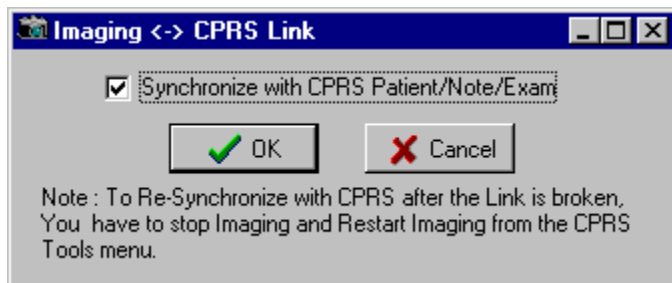 Imaging <-> CPRS Link
Synchronize with CPRS Patient/Note/Exam
OK Cancel
Note : To Re-Synchronize with CPRS after the Link is broken,
You have to stop Imaging and Restart Imaging from the CPRS
Tools menu.